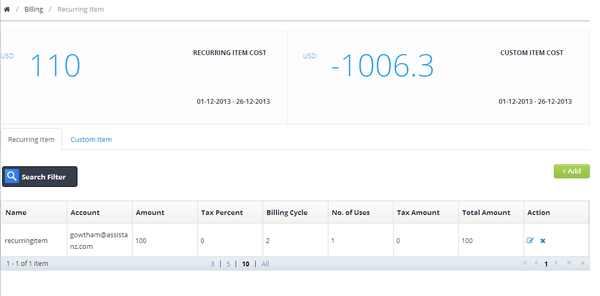 / Billing / Recurring Item
USD 110 RECURRING ITEM COST
01-12-2013 - 26-12-2013
USD -1006.3 CUSTOM ITEM COST
01-12-2013 - 26-12-2013
Recurring Item Custom Item
Search Filter
+ Add
Name Account Amount Tax Percent Billing Cycle No. of Uses Tax Amount Total Amount Action
recurringitem gowtham@assista
nz.com 100 0 2 1 0 100
1 - 1 of 1 item 3 | 5 | 10 | All 1